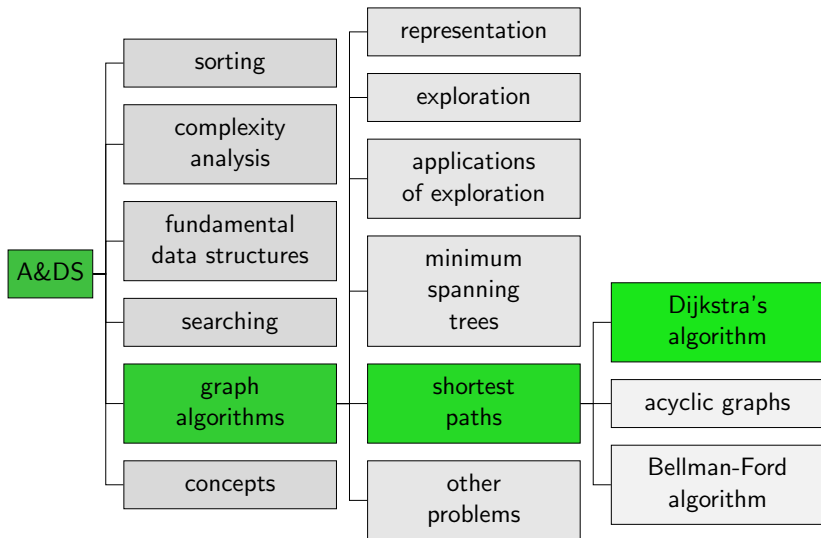 A&DS
sorting
complexity
analysis
fundamental
data structures
searching
graph
algorithms
concepts
representation
exploration
applications
of exploration
minimum
spanning
trees
shortest
paths
other
problems
Dijkstra's
algorithm
acyclic graphs
Bellman-Ford
algorithm